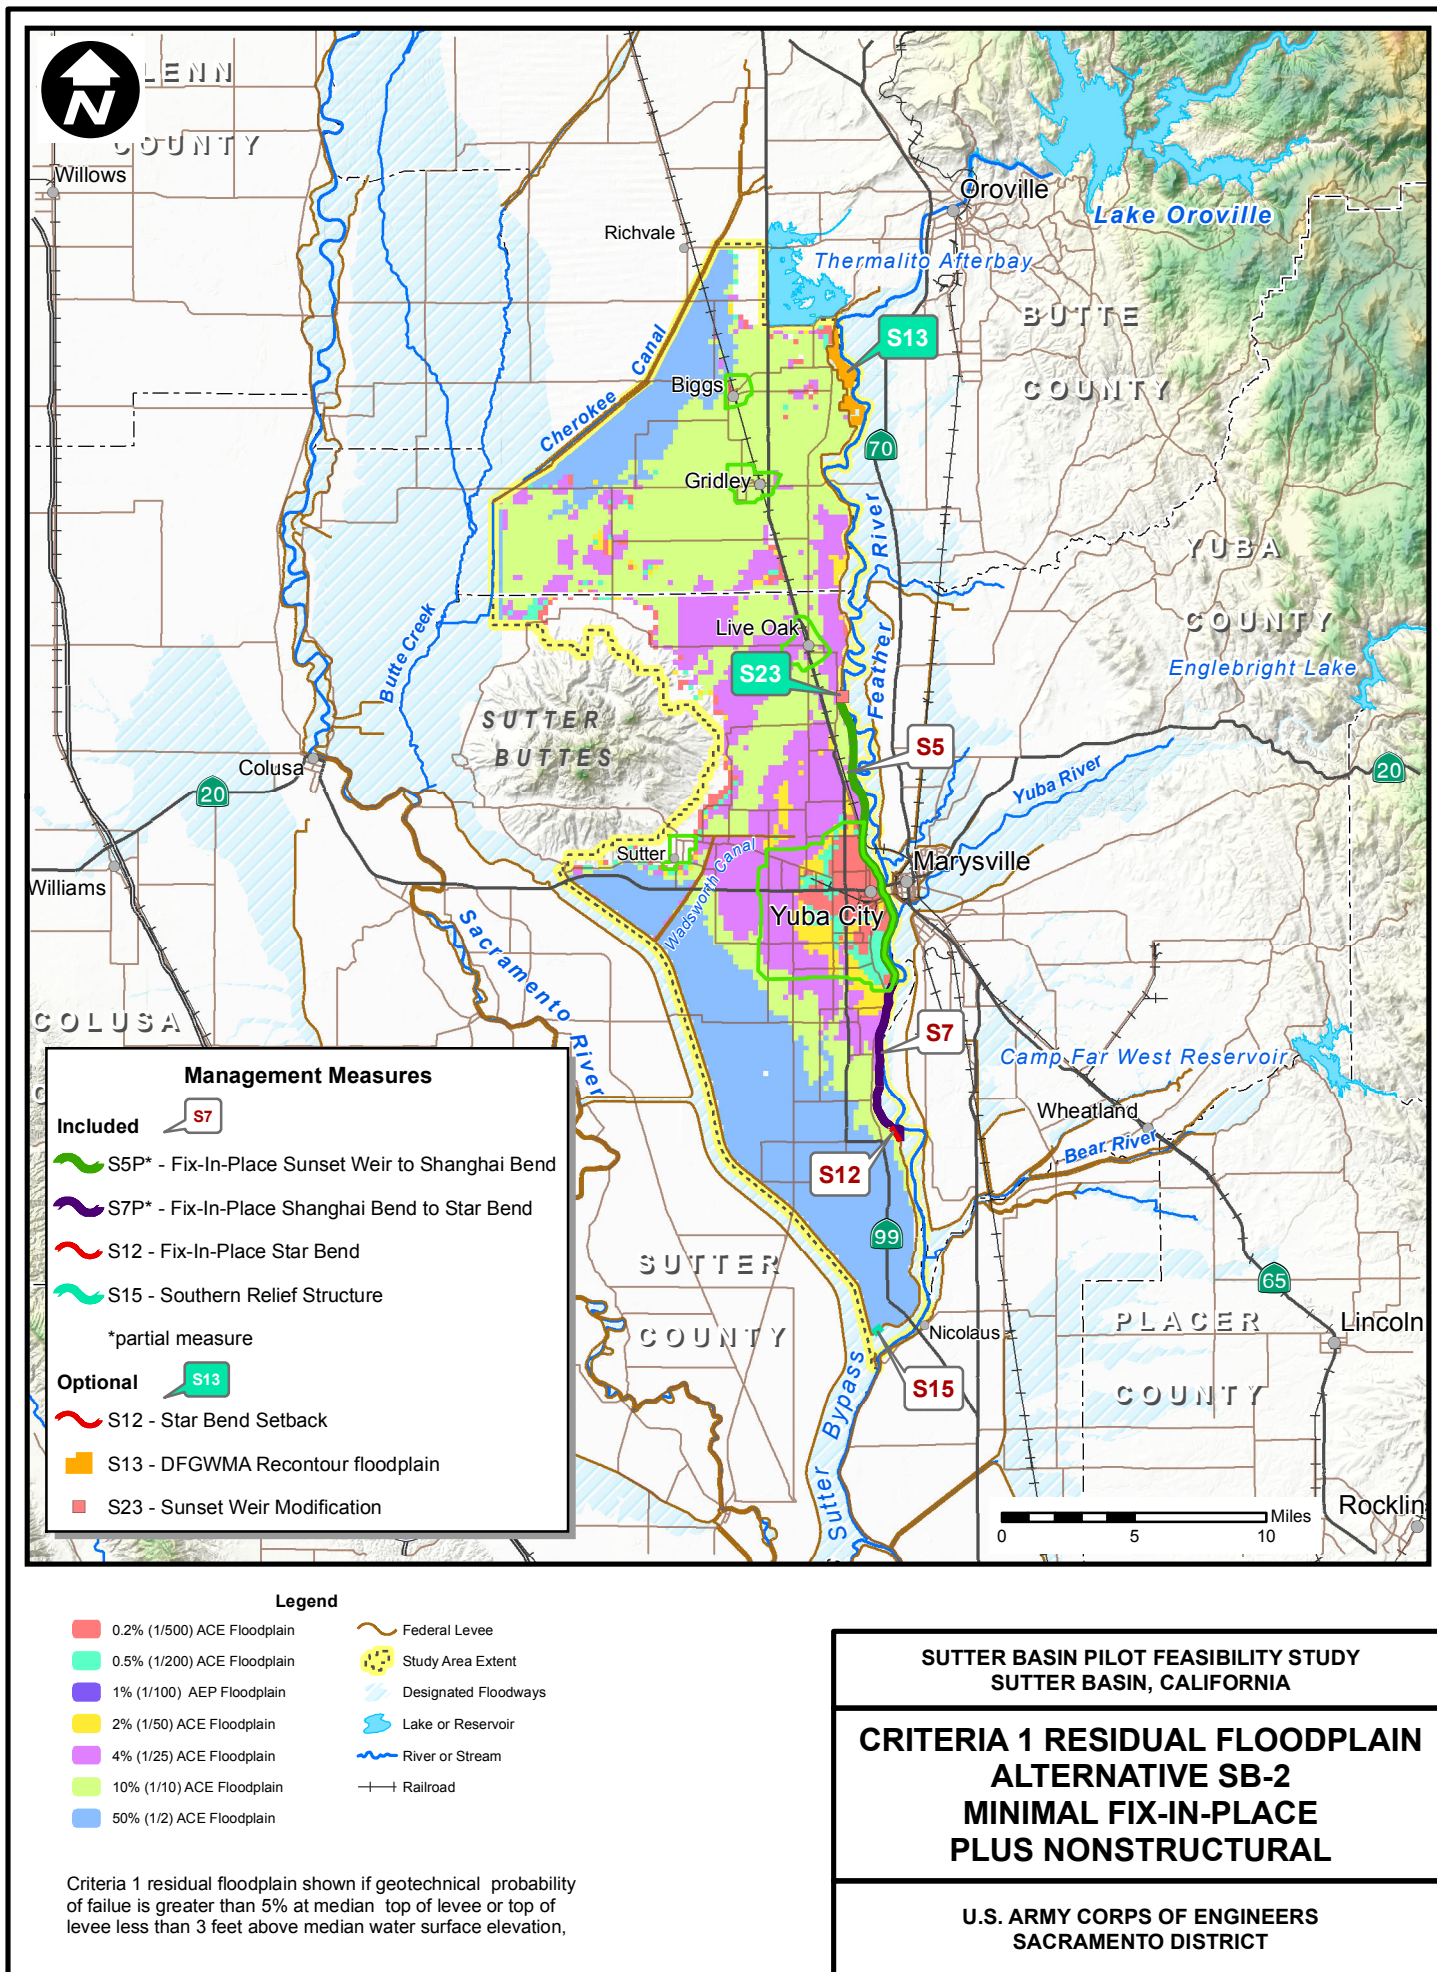 N
GLENN
COUNTY
Willows
Richvale
Oroville
Lake Oroville
Thermalito Afterbay
S13
BUTTE
COUNTY
Cherokee Canal
Biggs
70
Gridley
Feather River
YUBA
COUNTY
Butte Creek
Live Oak
S23
Englebright Lake
SUTTER
BUTTES
S5
Colusa
20
Yuba River
20
Sutter
Wadsworth Canal
Marysville
Williams
Yuba City
Sacramento River
COLUSA
S7
Camp Far West Reservoir
Wheatland
Bear River
S12
99
SUTTER
COUNTY
65
PLACER
COUNTY
Lincoln
Nicolaus
S15
Sutter Bypass
Rocklin
0 5 10 Miles
Management Measures
Included S7
S5P* - Fix-In-Place Sunset Weir to Shanghai Bend
S7P* - Fix-In-Place Shanghai Bend to Star Bend
S12 - Fix-In-Place Star Bend
S15 - Southern Relief Structure
*partial measure
Optional S13
S12 - Star Bend Setback
S13 - DFGWMA Recontour floodplain
S23 - Sunset Weir Modification
Legend
0.2% (1/500) ACE Floodplain
0.5% (1/200) ACE Floodplain
1% (1/100) AEP Floodplain
2% (1/50) ACE Floodplain
4% (1/25) ACE Floodplain
10% (1/10) ACE Floodplain
50% (1/2) ACE Floodplain
Federal Levee
Study Area Extent
Designated Floodways
Lake or Reservoir
River or Stream
Railroad
Criteria 1 residual floodplain shown if geotechnical probability
of failue is greater than 5% at median top of levee or top of
levee less than 3 feet above median water surface elevation,
SUTTER BASIN PILOT FEASIBILITY STUDY
SUTTER BASIN, CALIFORNIA
CRITERIA 1 RESIDUAL FLOODPLAIN
ALTERNATIVE SB-2
MINIMAL FIX-IN-PLACE
PLUS NONSTRUCTURAL
U.S. ARMY CORPS OF ENGINEERS
SACRAMENTO DISTRICT